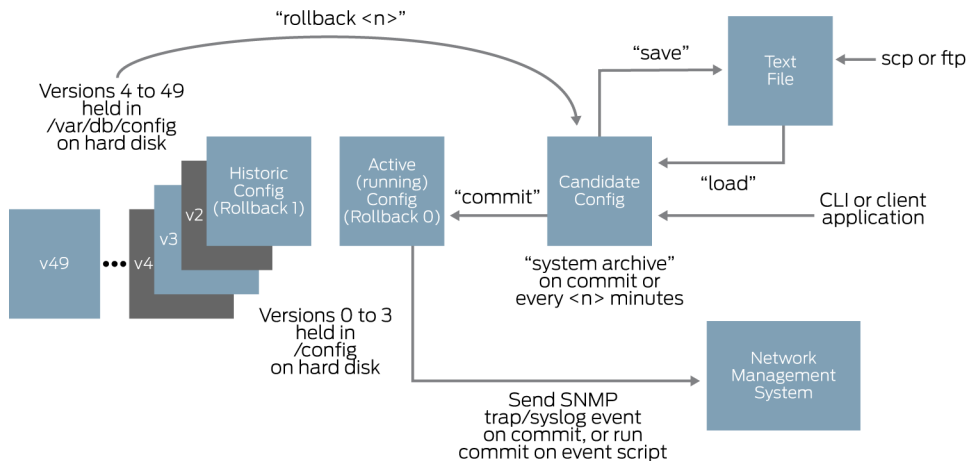 “rollback <n>”
“save”
Text
File
scp or ftp
Versions 4 to 49
held in
/var/db/config
on hard disk
Historic
Config
(Rollback 1)
Active
(running)
Config
(Rollback 0)
“commit”
Candidate
Config
“load”
CLI or client
application
v2
v3
v4
v49
“system archive”
on commit or
every <n> minutes
Versions 0 to 3
held in
/config
on hard disk
Network
Management
System
Send SNMP
trap/syslog event
on commit, or run
commit on event script